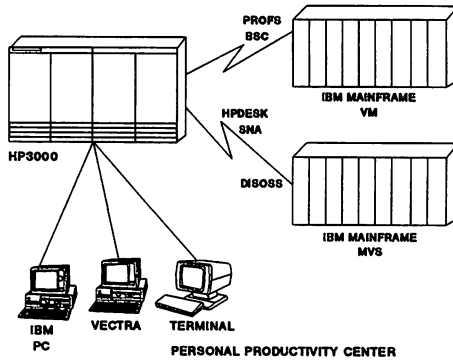 PROFS
BSC
IBM MAINFRAME
VM
HP3000
HPDESK
SNA
DISOSS
IBM MAINFRAME
MVS
IBM
PC
VECTRA
TERMINAL
PERSONAL PRODUCTIVITY CENTER